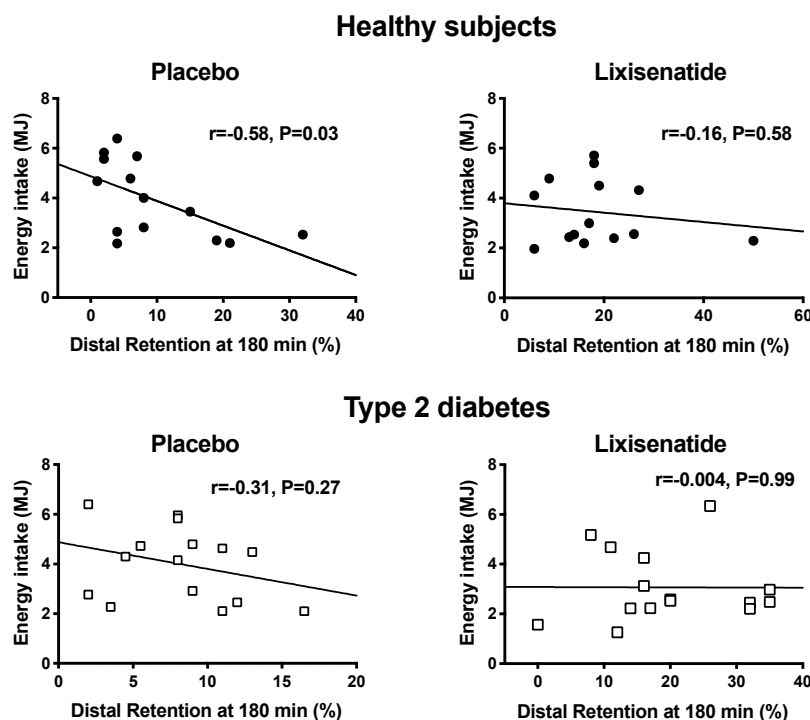 Healthy subjects
Placebo
r=-0.58, P=0.03
Energy intake (MJ)
8
6
4
2
0
0 10 20 30 40
Distal Retention at 180 min (%)
Lixisenatide
r=-0.16, P=0.58
Energy intake (MJ)
8
6
4
2
0
0 20 40 60
Distal Retention at 180 min (%)
Type 2 diabetes
Placebo
r=-0.31, P=0.27
Energy intake (MJ)
8
6
4
2
0
0 5 10 15 20
Distal Retention at 180 min (%)
Lixisenatide
r=-0.004, P=0.99
Energy intake (MJ)
8
6
4
2
0
0 10 20 30 40
Distal Retention at 180 min (%)